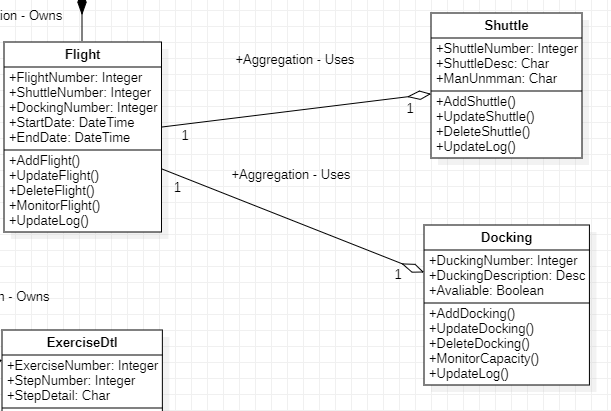 ion - Owns
Flight
+FlightNumber: Integer
+ShuttleNumber: Integer
+DockingNumber: Integer
+StartDate: DateTime
+EndDate: DateTime
+AddFlight()
+UpdateFlight()
+DeleteFlight()
+MonitorFlight()
+UpdateLog()
+Aggregation - Uses
1
1
Shuttle
+ShuttleNumber: Integer
+ShuttleDesc: Char
+ManUnmman: Char
+AddShuttle()
+UpdateShuttle()
+DeleteShuttle()
+UpdateLog()
+Aggregation - Uses
1
1
Docking
+DuckingNumber: Integer
+DuckingDescription: Desc
+Avaliable: Boolean
+AddDocking()
+UpdateDocking()
+DeleteDocking()
+MonitorCapacity()
+UpdateLog()
n - Owns
ExerciseDtl
+ExerciseNumber: Integer
+StepNumber: Integer
+StepDetail: Char